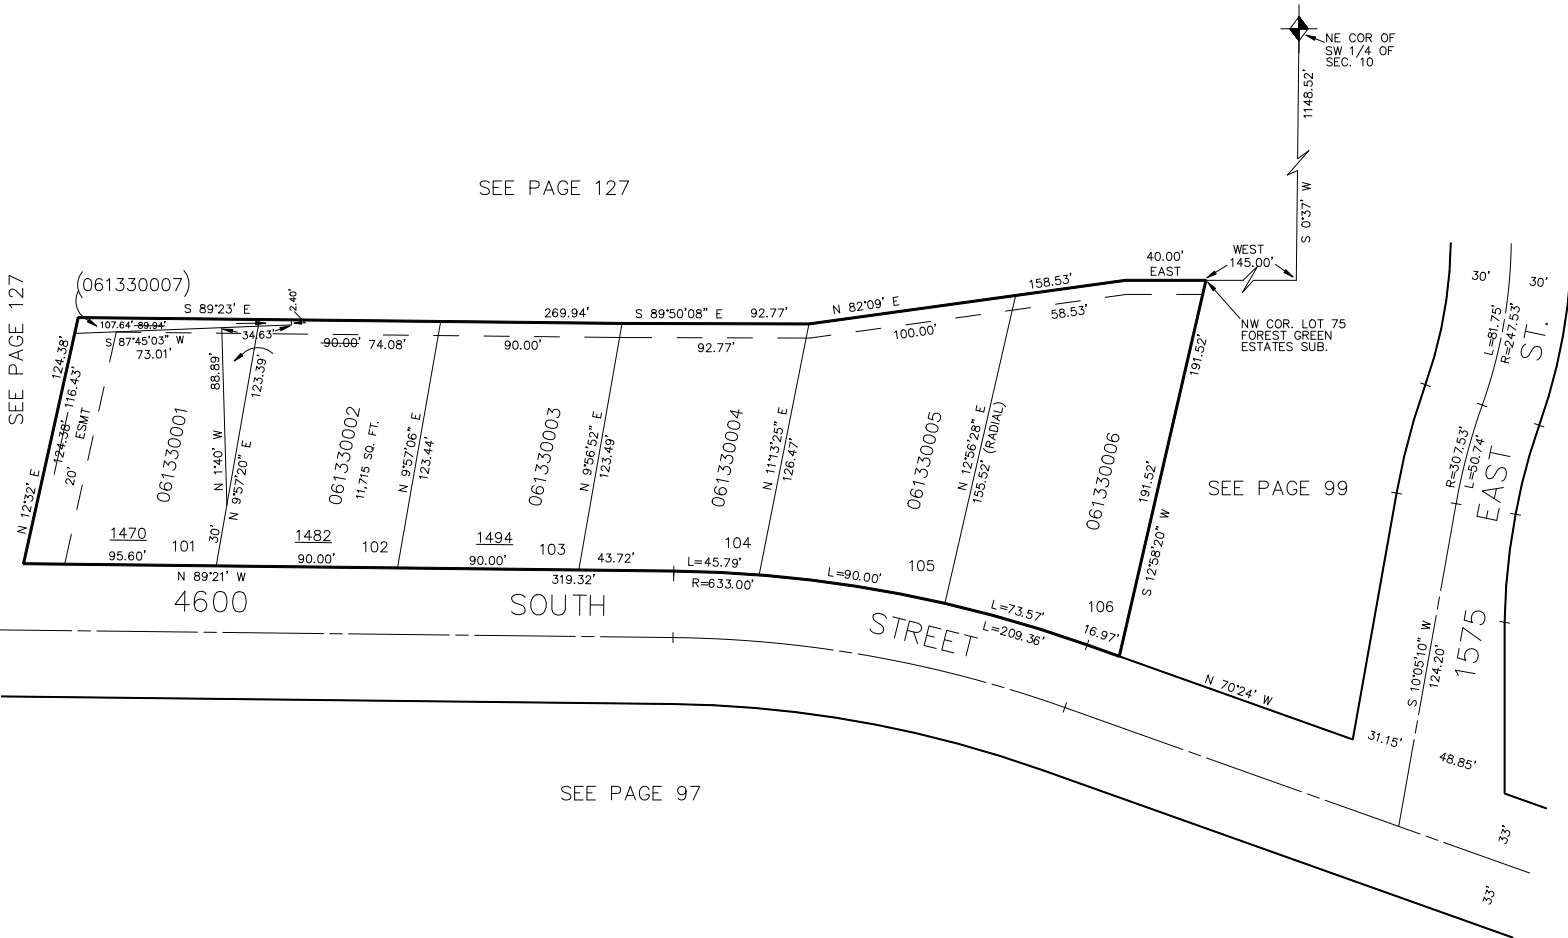 NE COR OF
SW 1/4 OF
SEC. 10
1148.52'
S 0°37' W
SEE PAGE 127
WEST
145.00'
40.00'
EAST
NW COR. LOT 75
FOREST GREEN
ESTATES SUB.
SEE PAGE 127
(061330007)
S 89°23' E
2.40'
269.94'
S 89°50'08" E
92.77'
N 82°09' E
158.53'
107.64' 89.94'
34.63'
S 87°45'03" W
73.01'
90.00' 74.08'
90.00'
92.77'
100.00'
58.53'
124.38'
124.38' 116.43'
N 12°32' E
20'
ESMT
88.89'
N 1°40' W
30'
123.39'
N 9°57'20" E
N 9°57'06" E
123.44'
N 9°56'52" E
123.49'
N 11°13'25" E
126.47'
N 12°56'28" E
155.52' (RADIAL)
191.52'
191.52'
S 12°58'20" W
061330001
061330002
11,715 SQ. FT.
061330003
061330004
061330005
061330006
SEE PAGE 99
1470
101
1482
102
1494
103
104
105
106
95.60'
90.00'
90.00'
43.72'
L=45.79'
R=633.00'
L=90.00'
L=73.57'
L=209.36'
16.97'
N 89°21' W
319.32'
4600 SOUTH STREET
N 70°24' W
SEE PAGE 97
30'
30'
L=81.75'
R=247.53'
R=307.53'
L=50.74'
1575 EAST ST.
S 10°05'10" W
124.20'
31.15'
48.85'
33'
33'